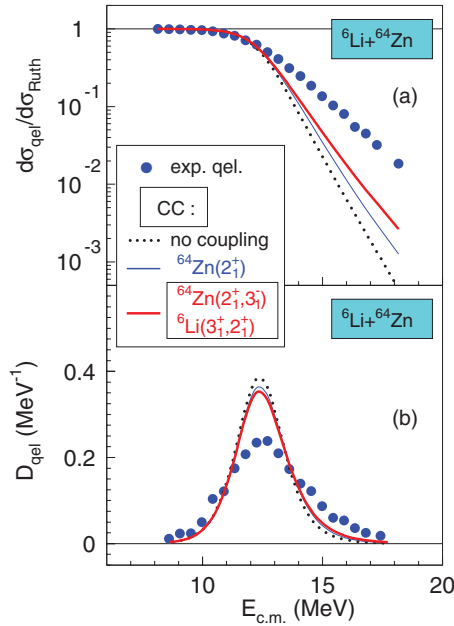 1
10⁻¹
10⁻²
10⁻³
dσqel/dσRuth
⁶Li+⁶⁴Zn
(a)
exp. qel.
CC :
no coupling
⁶⁴Zn(2₁⁺)
⁶⁴Zn(2₁⁺,3₁⁻)
⁶Li(3₁⁺,2₁⁺)
⁶Li+⁶⁴Zn
(b)
0.4
0.2
0
Dqel (MeV⁻¹)
10 15 20
Ec.m. (MeV)